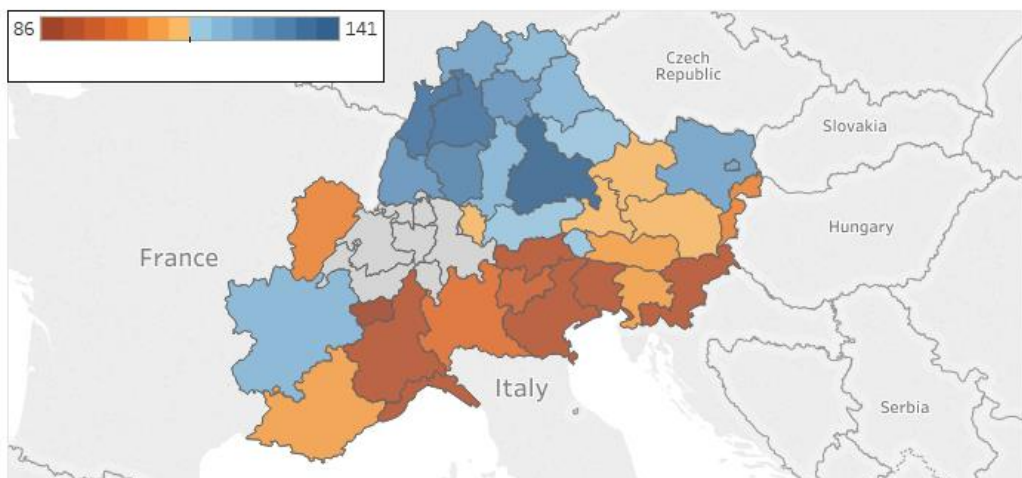 86 141
Czech
Republic
Slovakia
Hungary
France
Italy
Serbia